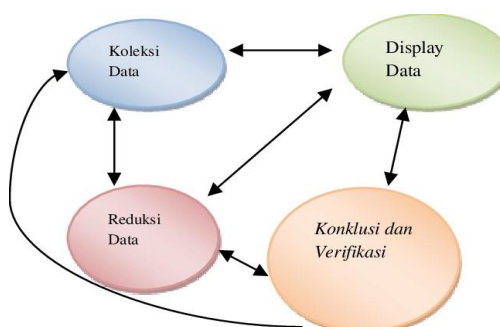 Koleksi
Data
Display
Data
Reduksi
Data
Konklusi dan
Verifikasi